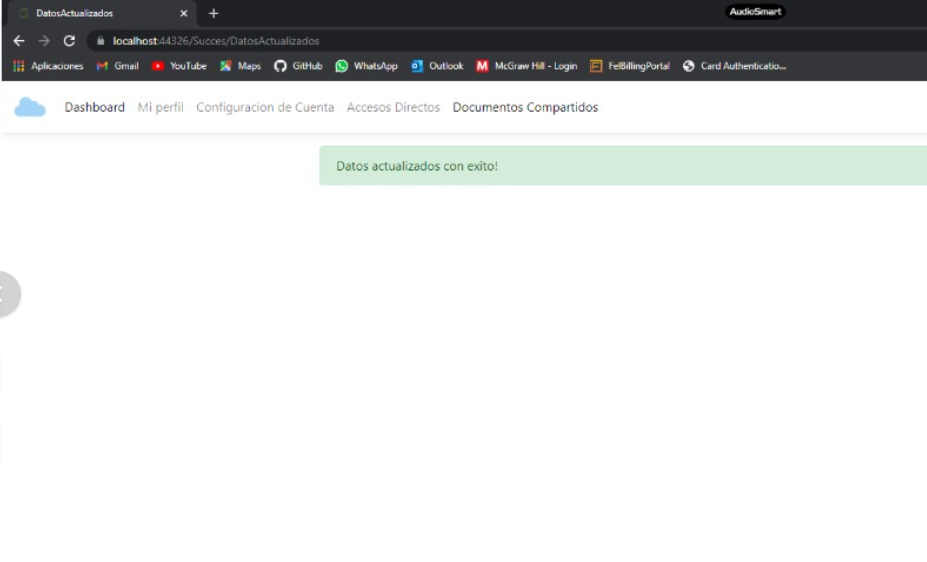 DatosActualizados
AudioSmart
localhost:44326/Succes/DatosActualizados
Aplicaciones Gmail YouTube Maps GitHub WhatsApp Outlook McGraw Hill - Login FelBillingPortal Card Authenticatio...
Dashboard Mi perfil Configuracion de Cuenta Accesos Directos Documentos Compartidos
Datos actualizados con exito!